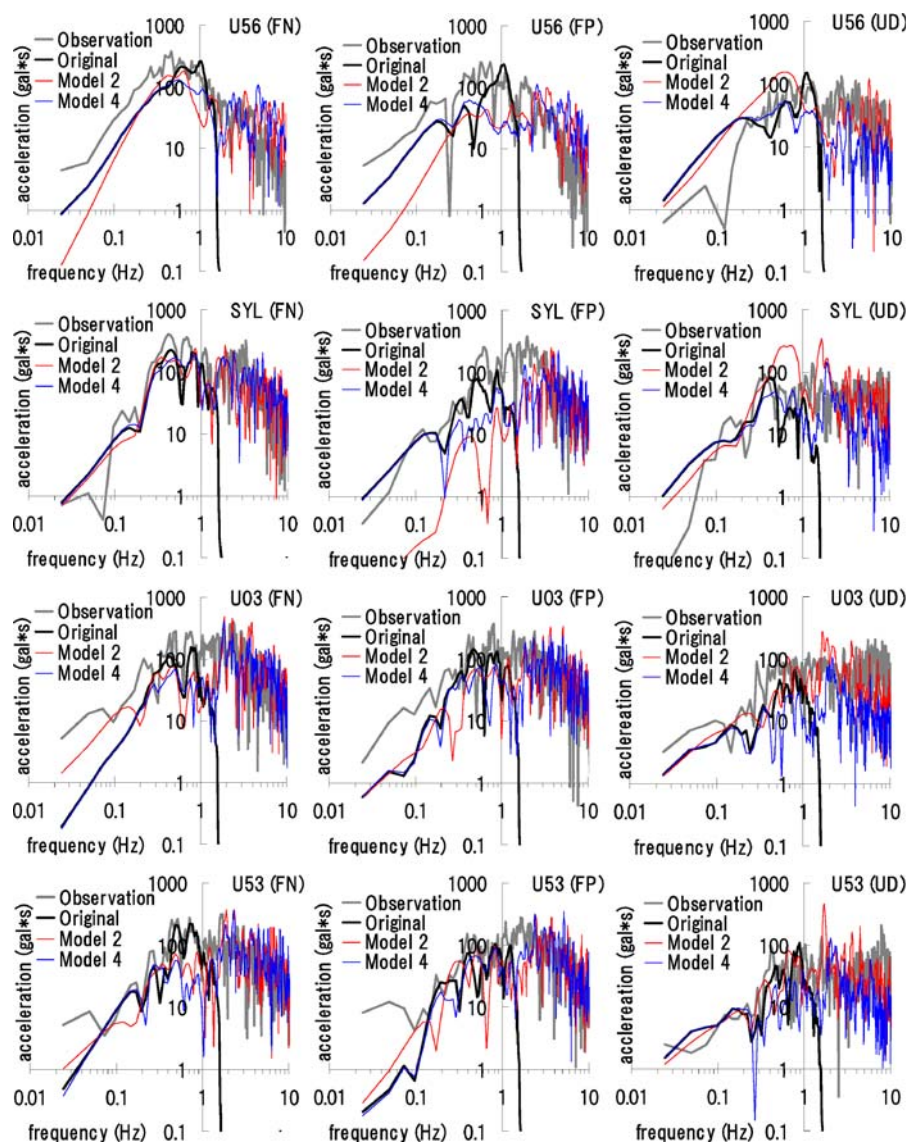 1000 U56 (FN)
Observation
Original
Model 2
Model 4
100
10
1
0.1
0.01 0.1 1 10
acceleration (gal*s)
frequency (Hz)
1000 U56 (FP)
Observation
Original
Model 2
Model 4
100
10
1
0.1
0.01 0.1 1 10
acceleration (gal*s)
frequency (Hz)
1000 U56 (UD)
Observation
Original
Model 2
Model 4
100
10
1
0.1
0.01 0.1 1 10
acclereation (gal*s)
frequency (Hz)
1000 SYL (FN)
Observation
Original
Model 2
Model 4
100
10
1
0.1
0.01 0.1 1 10
acceleration (gal*s)
frequency (Hz)
1000 SYL (FP)
Observation
Original
Model 2
Model 4
100
10
1
0.1
0.01 0.1 1 10
acceleration (gal*s)
frequency (Hz)
1000 SYL (UD)
Observation
Original
Model 2
Model 4
100
10
1
0.1
0.01 0.1 1 10
acclereation (gal*s)
frequency (Hz)
1000 U03 (FN)
Observation
Original
Model 2
Model 4
100
10
1
0.1
0.01 0.1 1 10
acceleration (gal*s)
frequency (Hz)
1000 U03 (FP)
Observation
Original
Model 2
Model 4
100
10
1
0.1
0.01 0.1 1 10
acceleration (gal*s)
frequency (Hz)
1000 U03 (UD)
Observation
Original
Model 2
Model 4
100
10
1
0.1
0.01 0.1 1 10
acclereation (gal*s)
frequency (Hz)
1000 U53 (FN)
Observation
Original
Model 2
Model 4
100
10
1
0.1
0.01 0.1 1 10
acceleration (gal*s)
frequency (Hz)
1000 U53 (FP)
Observation
Original
Model 2
Model 4
100
10
1
0.1
0.01 0.1 1 10
acceleration (gal*s)
frequency (Hz)
1000 U53 (UD)
Observation
Original
Model 2
Model 4
100
10
1
0.1
0.01 0.1 1 10
acclereation (gal*s)
frequency (Hz)